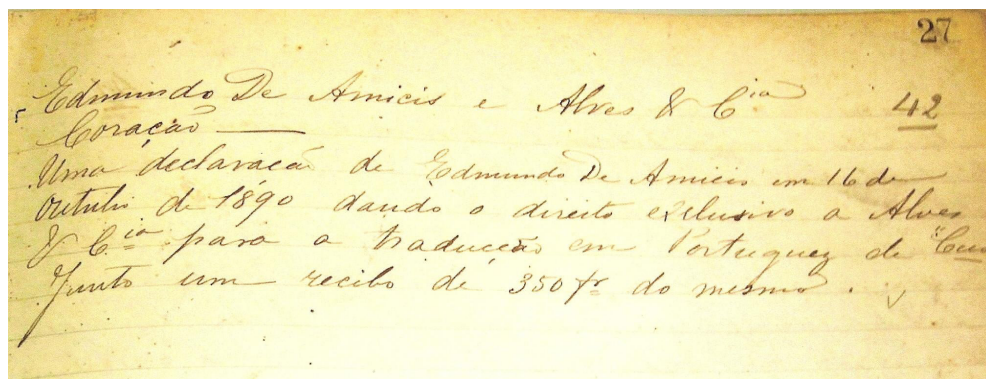 27
Edmundo De Amicis e Alves & Cia 42
Coração
Uma declaração de Edmundo De Amicis em 16 de
Outubro de 1890 dando o direito exclusivo a Alves
& Cia para a traducção em Portuguez de
Junto um recibo de 350 fr do mesmo.